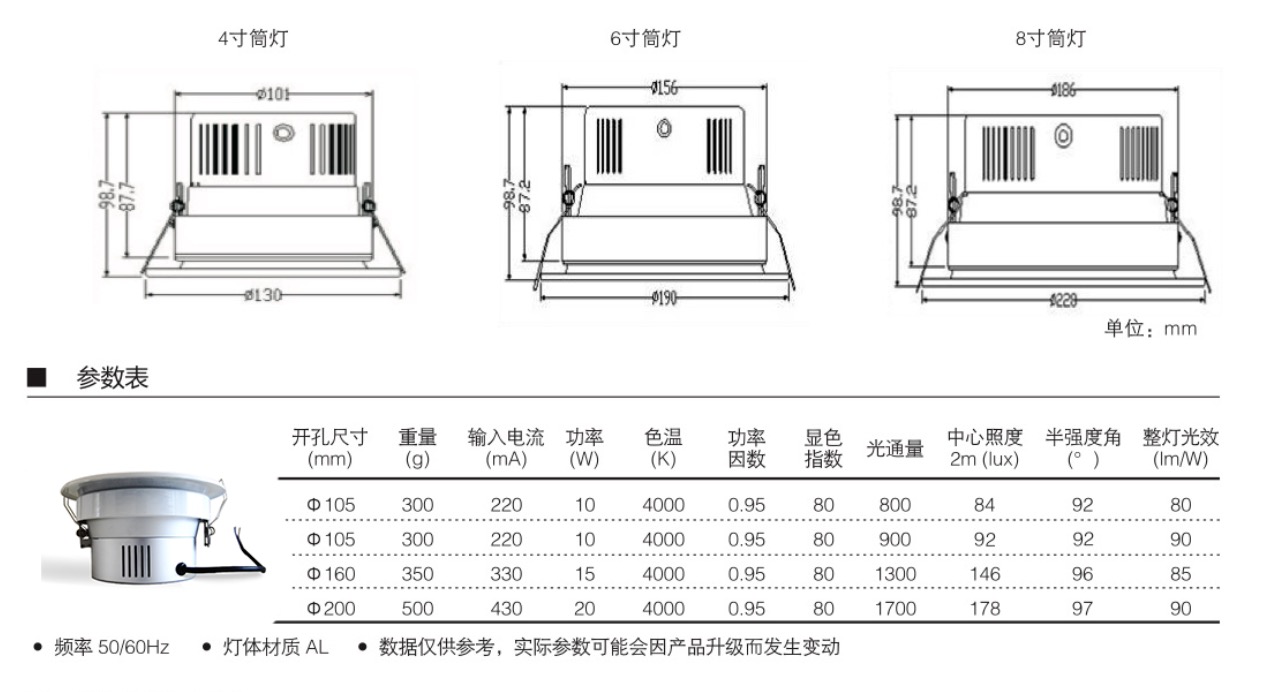 4寸筒灯 6寸筒灯 8寸筒灯
Ø101 Ø156 Ø186
98.7 87.7 98.7 87.2 98.7 87.2
Ø130 Ø190 Ø220
单位：mm
■ 参数表
开孔尺寸 重量 输入电流 功率 色温 功率 显色 光通量 中心照度 半强度角 整灯光效
(mm) (g) (mA) (W) (K) 因数 指数 2m (lux) (° ) (lm/W)
Φ105 300 220 10 4000 0.95 80 800 84 92 80
Φ105 300 220 10 4000 0.95 80 900 92 92 90
Φ160 350 330 15 4000 0.95 80 1300 146 96 85
Φ200 500 430 20 4000 0.95 80 1700 178 97 90
● 频率 50/60Hz ● 灯体材质 AL ● 数据仅供参考，实际参数可能会因产品升级而发生变动